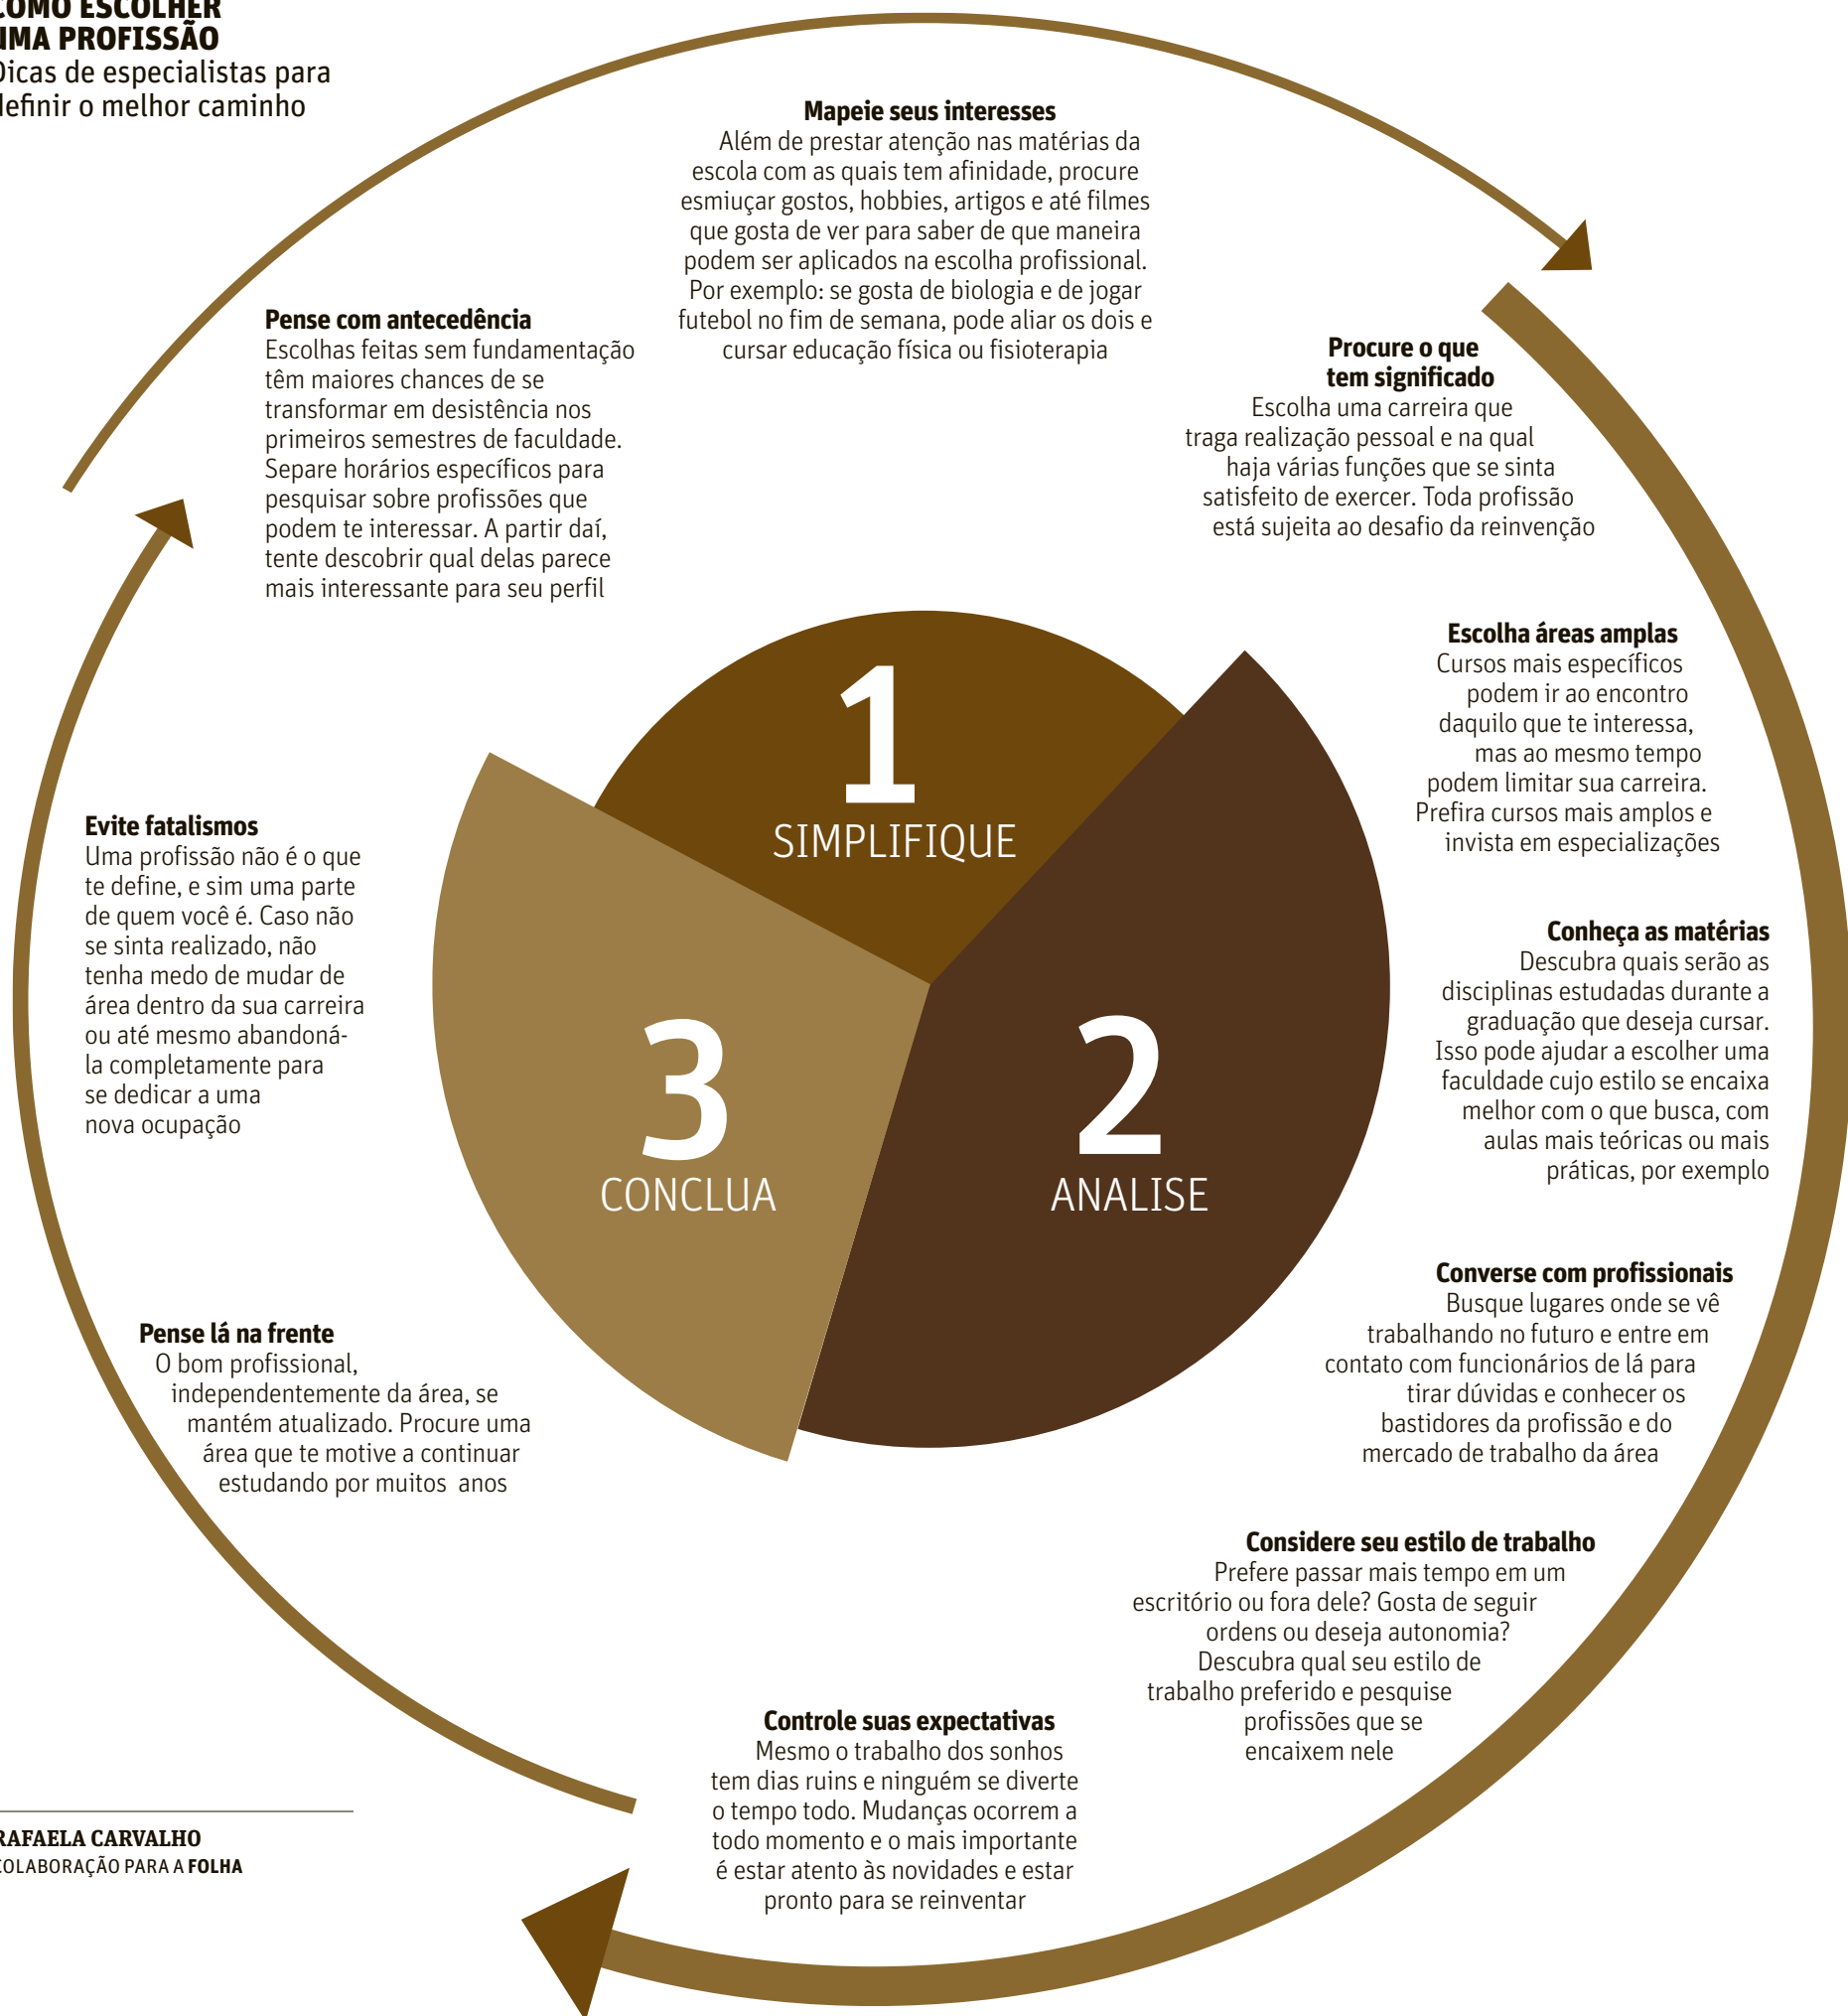 COMO ESCOLHER
UMA PROFISSÃO
Dicas de especialistas para
definir o melhor caminho
Pense com antecedência
Escolhas feitas sem fundamentação
têm maiores chances de se
transformar em desistência nos
primeiros semestres de faculdade.
Separe horários específicos para
pesquisar sobre profissões que
podem te interessar. A partir daí,
tente descobrir qual delas parece
mais interessante para seu perfil
Mapeie seus interesses
Além de prestar atenção nas matérias da
escola com as quais tem afinidade, procure
esmiuçar gostos, hobbies, artigos e até filmes
que gosta de ver para saber de que maneira
podem ser aplicados na escolha profissional.
Por exemplo: se gosta de biologia e de jogar
futebol no fim de semana, pode aliar os dois e
cursar educação física ou fisioterapia
Procure o que
tem significado
Escolha uma carreira que
traga realização pessoal e na qual
haja várias funções que se sinta
satisfeito de exercer. Toda profissão
está sujeita ao desafio da reinvenção
Escolha áreas amplas
Cursos mais específicos
podem ir ao encontro
daquilo que te interessa,
mas ao mesmo tempo
podem limitar sua carreira.
Prefira cursos mais amplos e
invista em especializações
Conheça as matérias
Descubra quais serão as
disciplinas estudadas durante a
graduação que deseja cursar.
Isso pode ajudar a escolher uma
faculdade cujo estilo se encaixa
melhor com o que busca, com
aulas mais teóricas ou mais
práticas, por exemplo
Converse com profissionais
Busque lugares onde se vê
trabalhando no futuro e entre em
contato com funcionários de lá para
tirar dúvidas e conhecer os
bastidores da profissão e do
mercado de trabalho da área
Considere seu estilo de trabalho
Prefere passar mais tempo em um
escritório ou fora dele? Gosta de seguir
ordens ou deseja autonomia?
Descubra qual seu estilo de
trabalho preferido e pesquise
profissões que se
encaixem nele
Controle suas expectativas
Mesmo o trabalho dos sonhos
tem dias ruins e ninguém se diverte
o tempo todo. Mudanças ocorrem a
todo momento e o mais importante
é estar atento às novidades e estar
pronto para se reinventar
Pense lá na frente
O bom profissional,
independentemente da área, se
mantém atualizado. Procure uma
área que te motive a continuar
estudando por muitos anos
Evite fatalismos
Uma profissão não é o que
te define, e sim uma parte
de quem você é. Caso não
se sinta realizado, não
tenha medo de mudar de
área dentro da sua carreira
ou até mesmo abandoná-
la completamente para
se dedicar a uma
nova ocupação
1
SIMPLIFIQUE
2
ANALISE
3
CONCLUA
RAFAELA CARVALHO
COLABORAÇÃO PARA A FOLHA